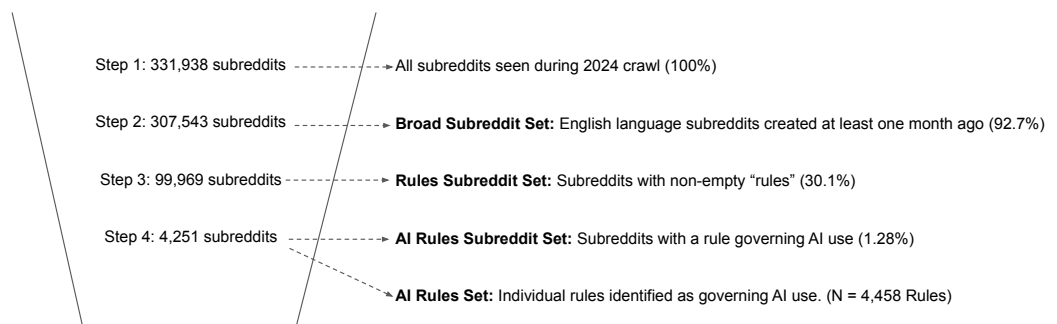 Step 1: 331,938 subreddits All subreddits seen during 2024 crawl (100%)
Step 2: 307,543 subreddits Broad Subreddit Set: English language subreddits created at least one month ago (92.7%)
Step 3: 99,969 subreddits Rules Subreddit Set: Subreddits with non-empty “rules” (30.1%)
Step 4: 4,251 subreddits AI Rules Subreddit Set: Subreddits with a rule governing AI use (1.28%)
AI Rules Set: Individual rules identified as governing AI use. (N = 4,458 Rules)